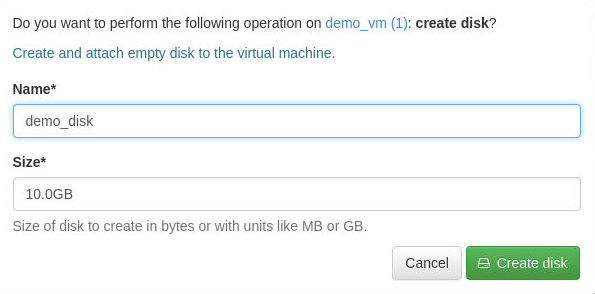 Do you want to perform the following operation on demo_vm (1): create disk?
Create and attach empty disk to the virtual machine.
Name*
demo_disk
Size*
10.0GB
Size of disk to create in bytes or with units like MB or GB.
Cancel
Create disk